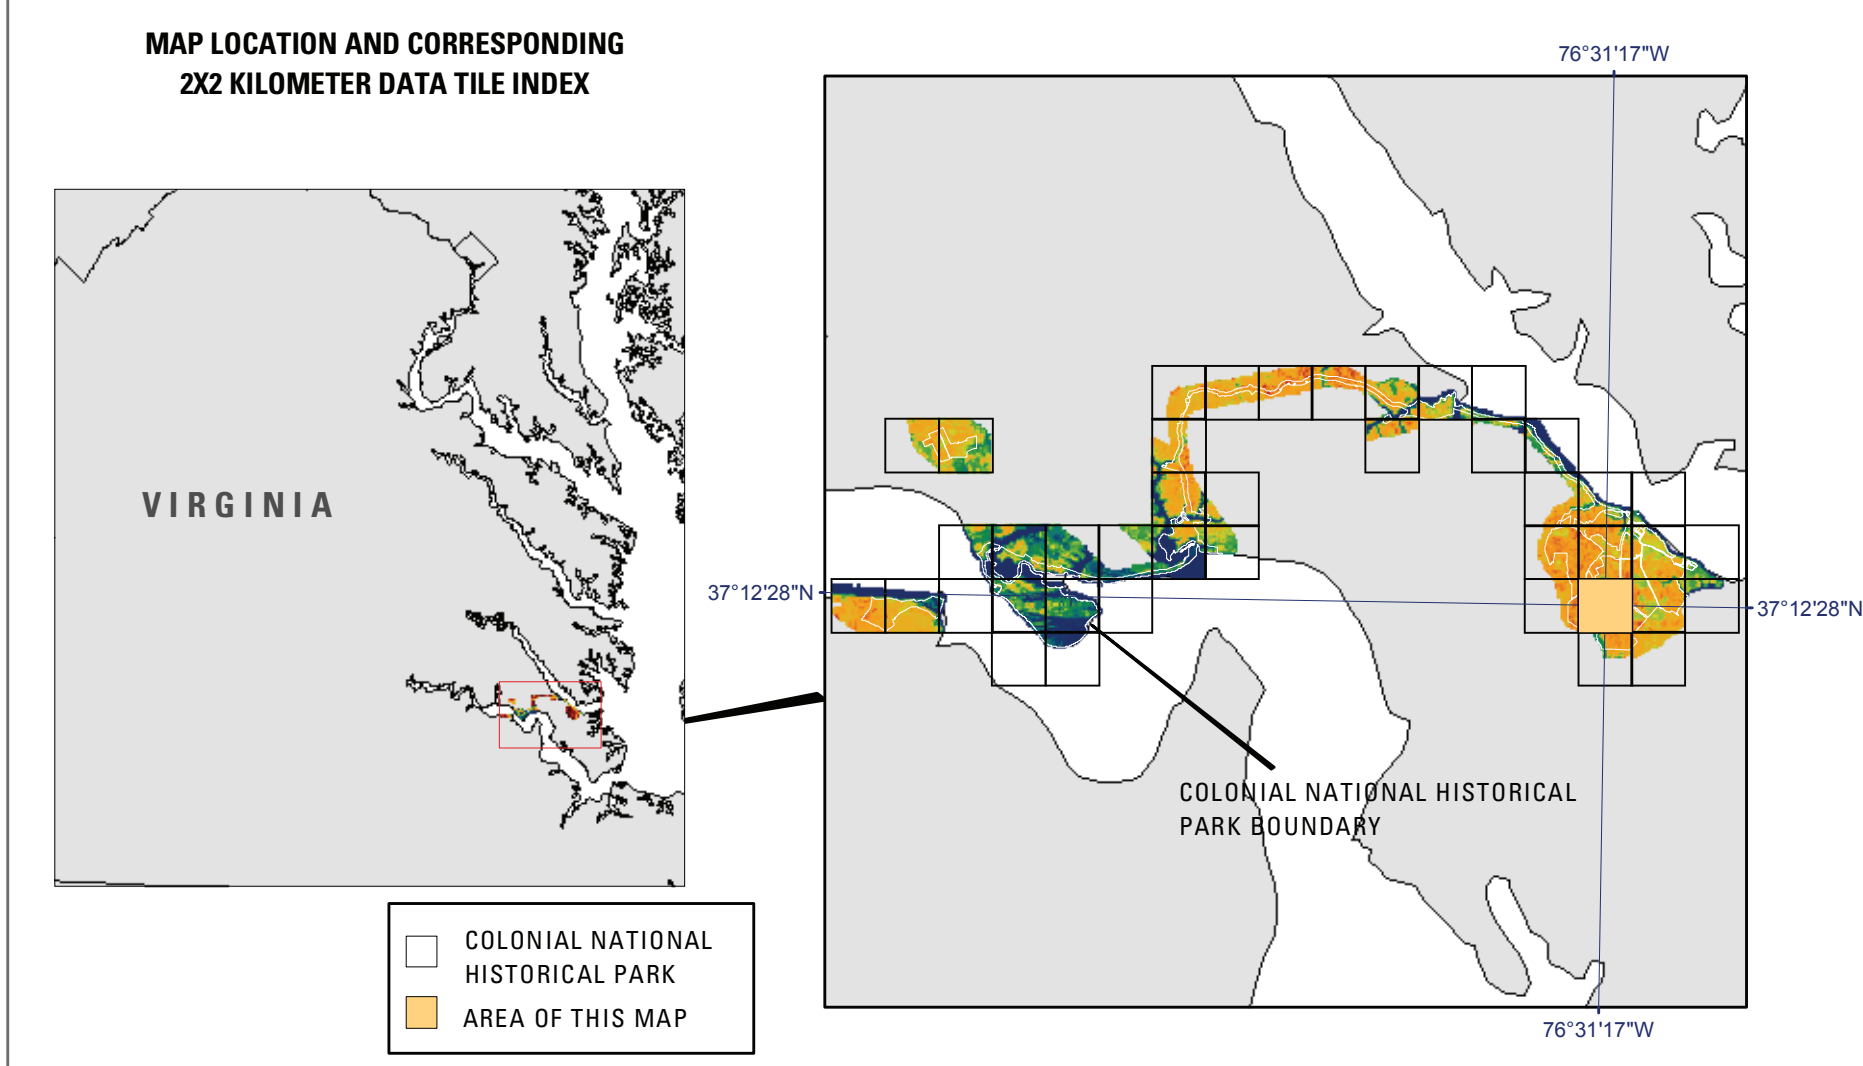 MAP LOCATION AND CORRESPONDING
2X2 KILOMETER DATA TILE INDEX
76°31'17"W
VIRGINIA
37°12'28"N
37°12'28"N
COLONIAL NATIONAL HISTORICAL
PARK BOUNDARY
COLONIAL NATIONAL
HISTORICAL PARK
AREA OF THIS MAP
76°31'17"W